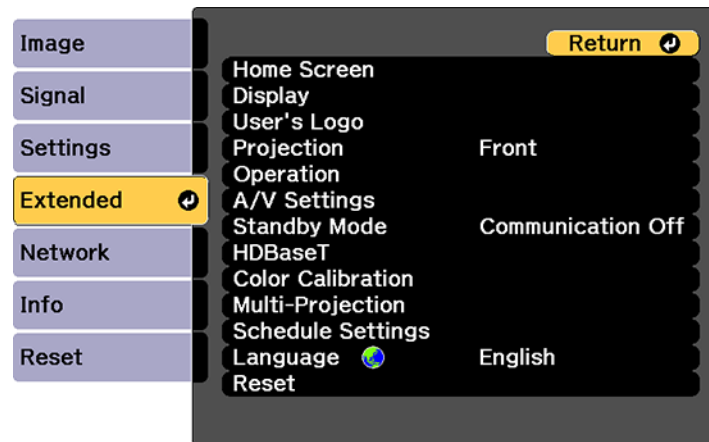 Image
Signal
Settings
Extended
Network
Info
Reset
Return
Home Screen
Display
User's Logo
Projection Front
Operation
A/V Settings
Standby Mode Communication Off
HDBaseT
Color Calibration
Multi-Projection
Schedule Settings
Language English
Reset